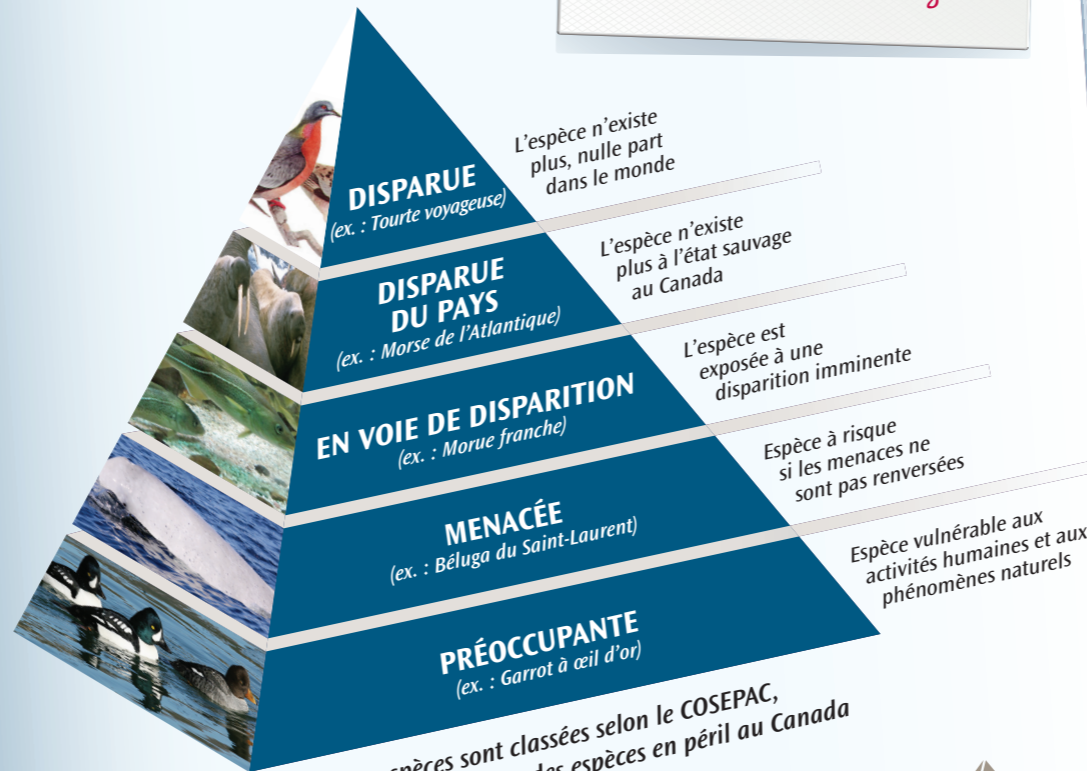 DISPARUE
(ex. : Tourte voyageuse)
L'espèce n'existe
plus, nulle part
dans le monde
DISPARUE
DU PAYS
(ex. : Morse de l'Atlantique)
L'espèce n'existe
plus à l'état sauvage
au Canada
EN VOIE DE DISPARITION
(ex. : Morue franche)
L'espèce est
exposée à une
disparition imminente
MENACÉE
(ex. : Béluga du Saint-Laurent)
Espèce à risque
si les menaces ne
sont pas renversées
PRÉOCCUPANTE
(ex. : Garrot à œil d'or)
Espèce vulnérable aux
activités humaines et aux
phénomènes naturels
sont classées selon le COSEPAC,
des espèces en péril au Canada